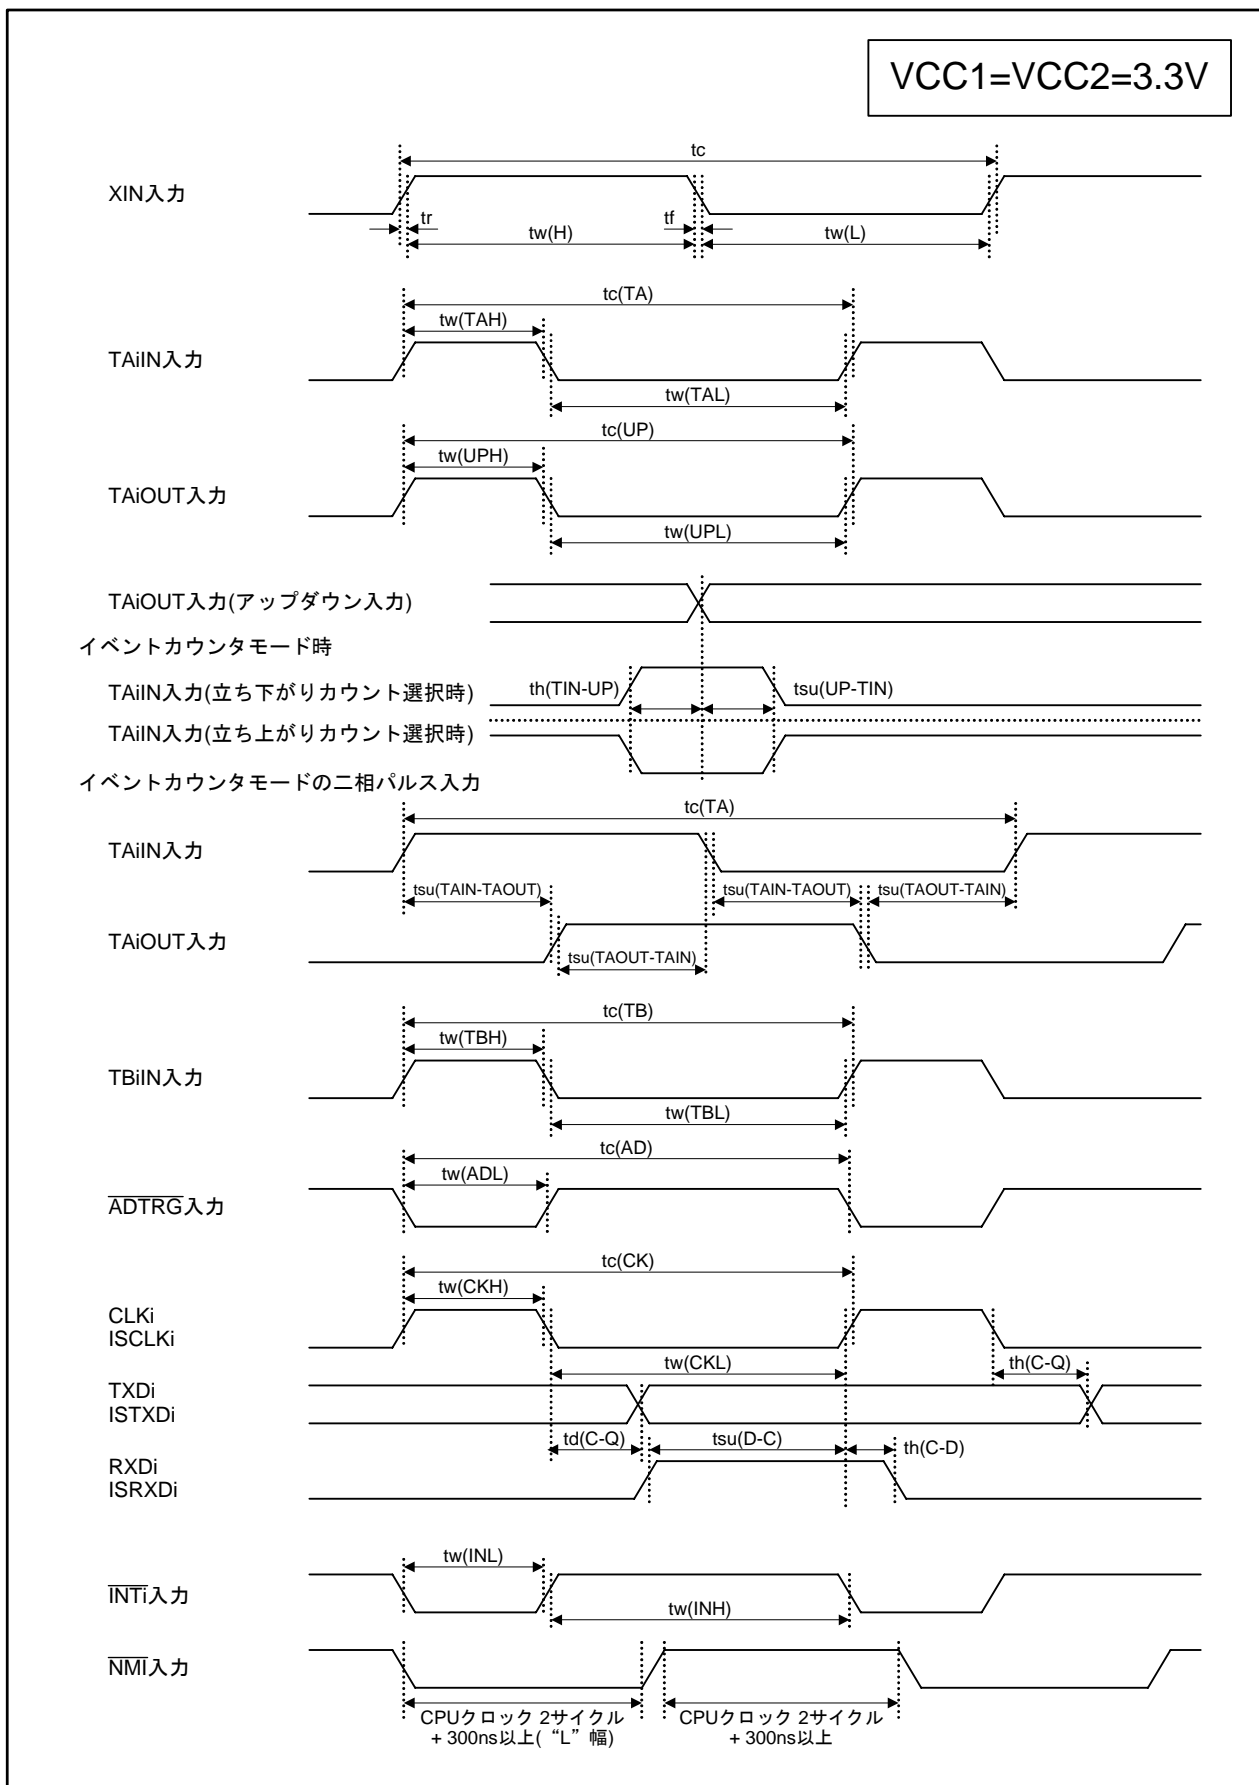 VCC1=VCC2=3.3V
tc
XIN入力
tr
tf
tw(H)
tw(L)
tc(TA)
tw(TAH)
TAiIN入力
tw(TAL)
tc(UP)
tw(UPH)
TAiOUT入力
tw(UPL)
TAiOUT入力(アップダウン入力)
イベントカウンタモード時
TAiIN入力(立ち下がりカウント選択時)
th(TIN-UP)
tsu(UP-TIN)
TAiIN入力(立ち上がりカウント選択時)
イベントカウンタモードの二相パルス入力
tc(TA)
TAiIN入力
tsu(TAIN-TAOUT)
tsu(TAIN-TAOUT)
tsu(TAOUT-TAIN)
TAiOUT入力
tsu(TAOUT-TAIN)
tc(TB)
tw(TBH)
TBiIN入力
tw(TBL)
tc(AD)
tw(ADL)
ADTRG入力
tc(CK)
tw(CKH)
CLKi
ISCLKi
tw(CKL)
th(C-Q)
TXDi
ISTXDi
td(C-Q)
tsu(D-C)
th(C-D)
RXDi
ISRXDi
tw(INL)
INTi入力
tw(INH)
NMI入力
CPUクロック 2サイクル
+ 300ns以上(“L”幅)
CPUクロック 2サイクル
+ 300ns以上